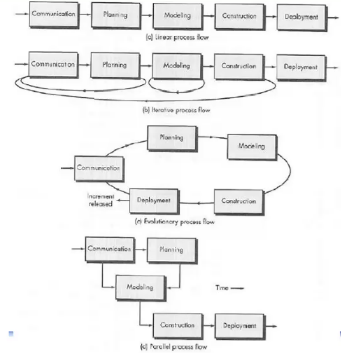 Communication Planning Modeling Construction Deployment
(a) Linear process flow
Communication Planning Modeling Construction Deployment
(b) Iterative process flow
Planning
Modeling
Communication
Increment
released
Deployment
Construction
(c) Evolutionary process flow
Communication Planning
Modeling
Time
Construction Deployment
(d) Parallel process flow